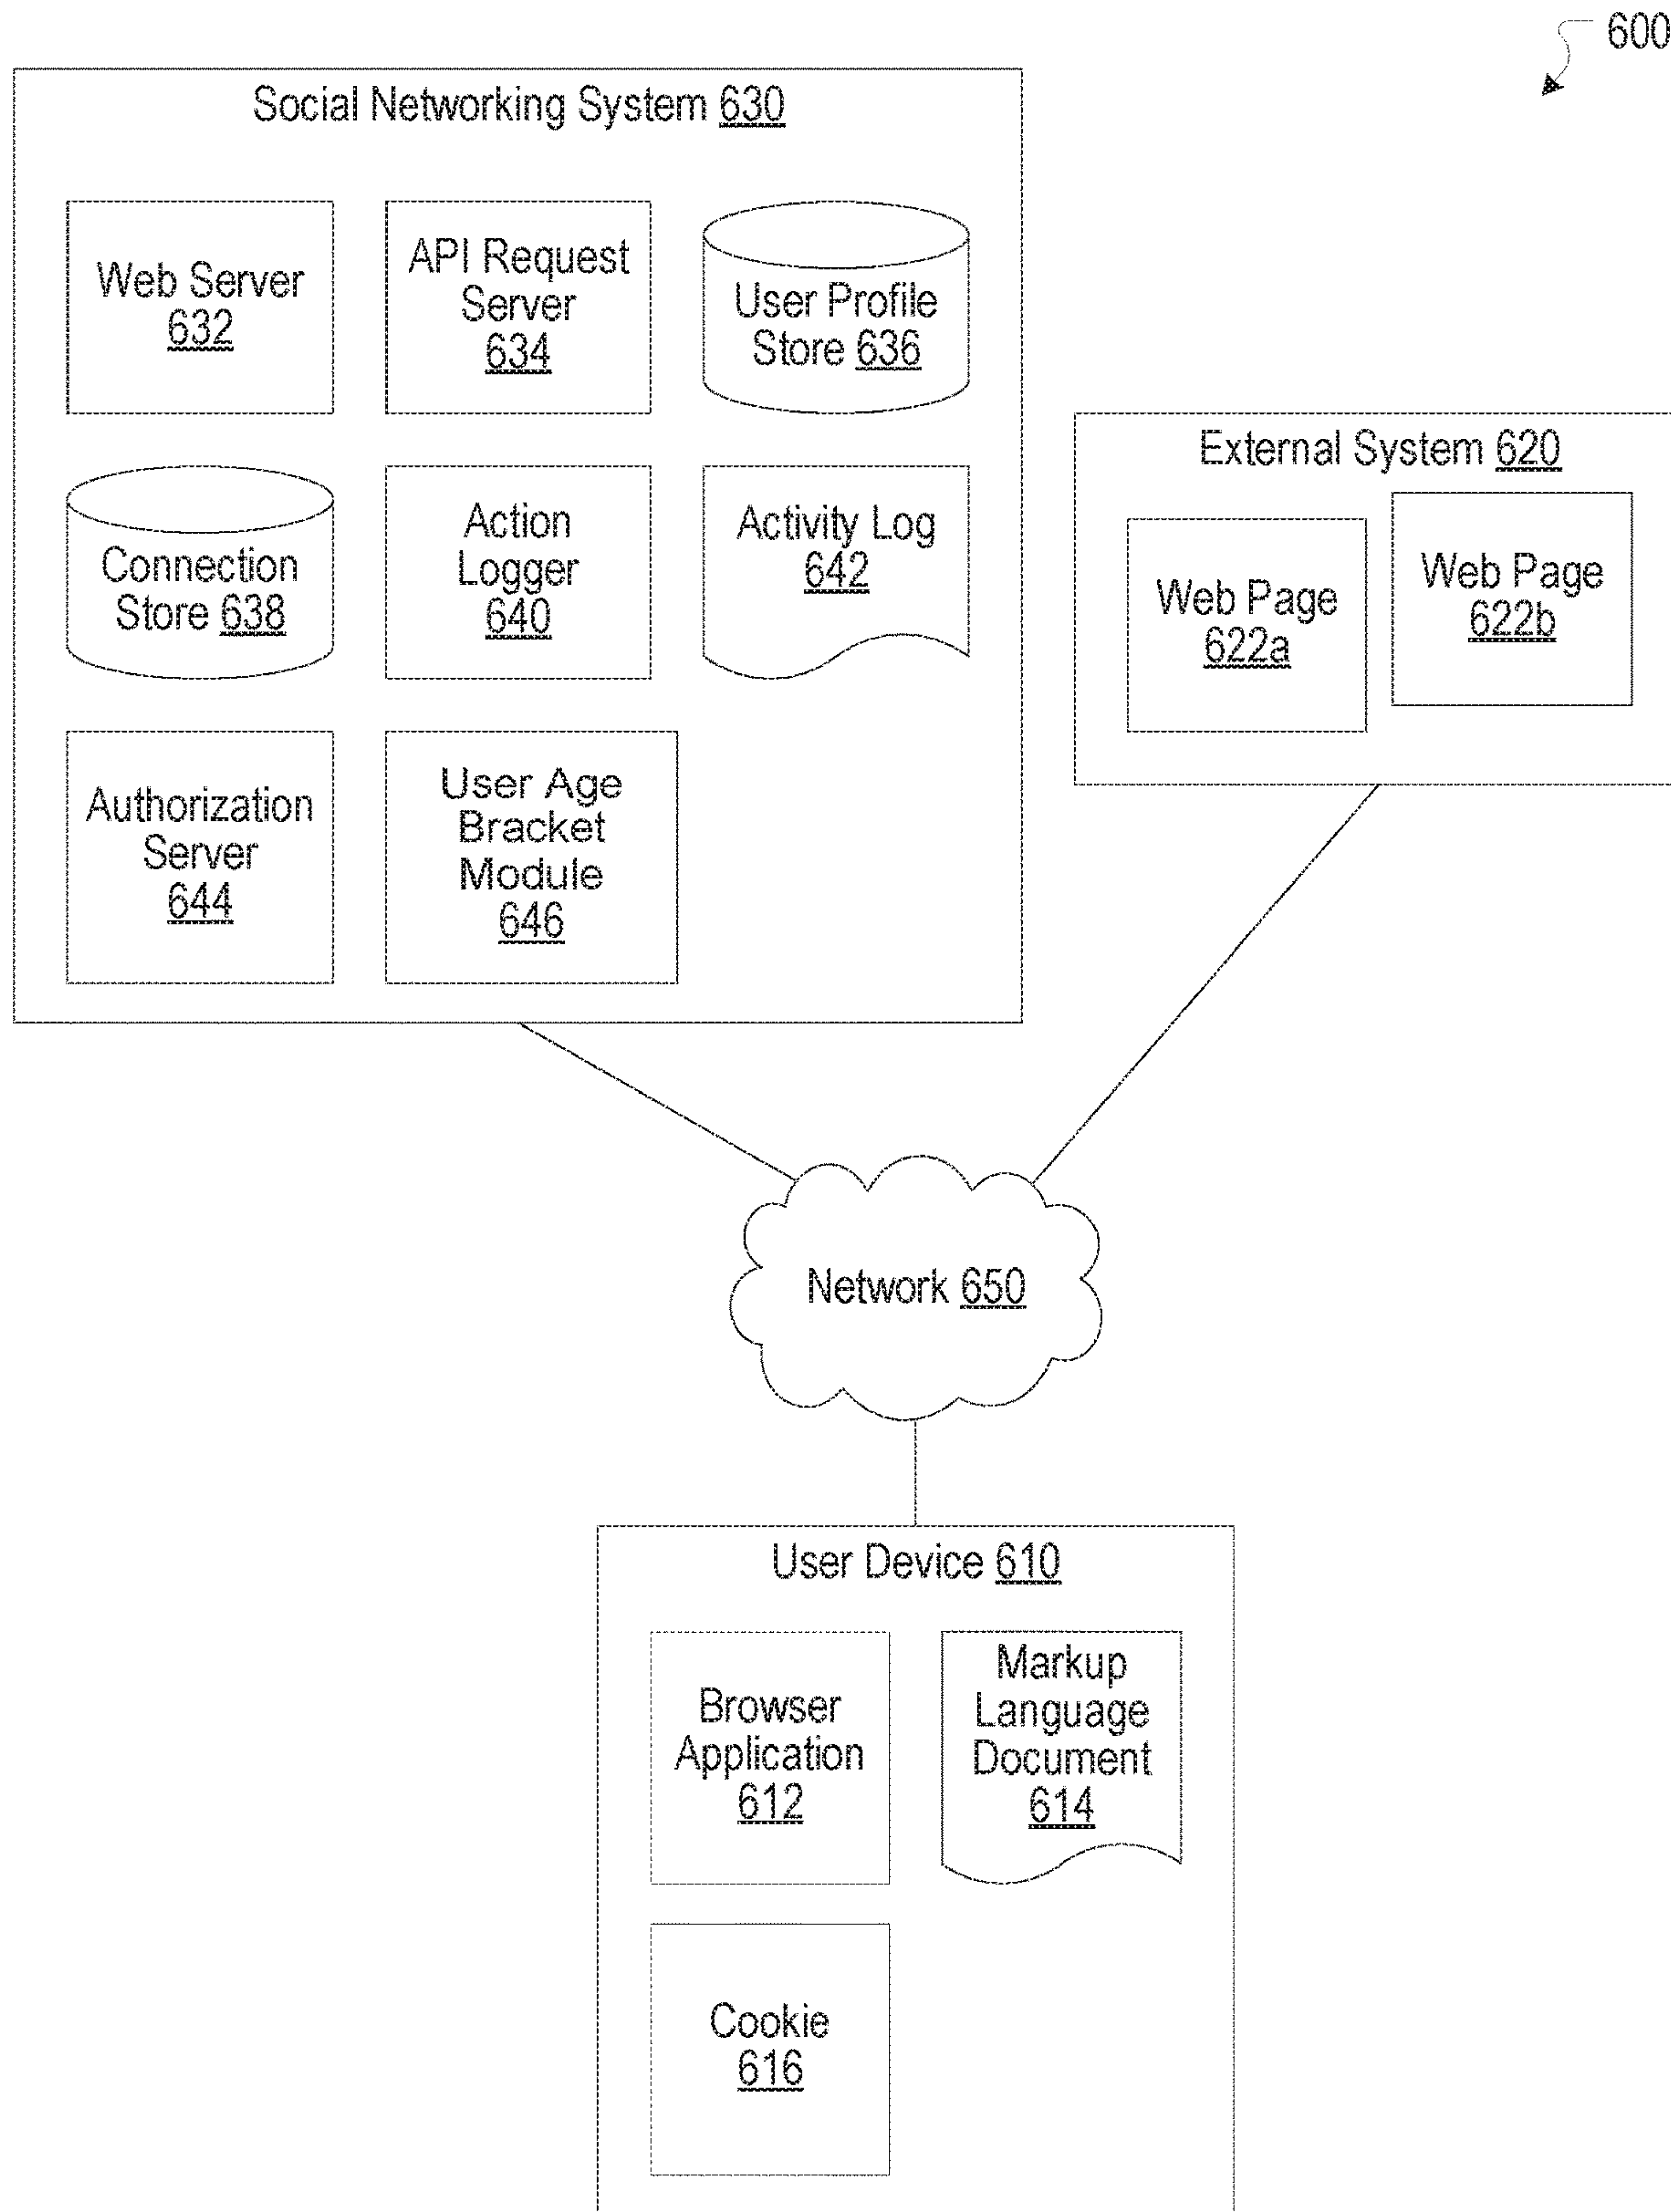 600
Social Networking System 630
Web Server
632
API Request
Server
634
User Profile
Store 636
Connection
Store 638
Action
Logger
640
Activity Log
642
Authorization
Server
644
User Age
Bracket
Module
646
External System 620
Web Page
622a
Web Page
622b
Network 650
User Device 610
Browser
Application
612
Markup
Language
Document
614
Cookie
616